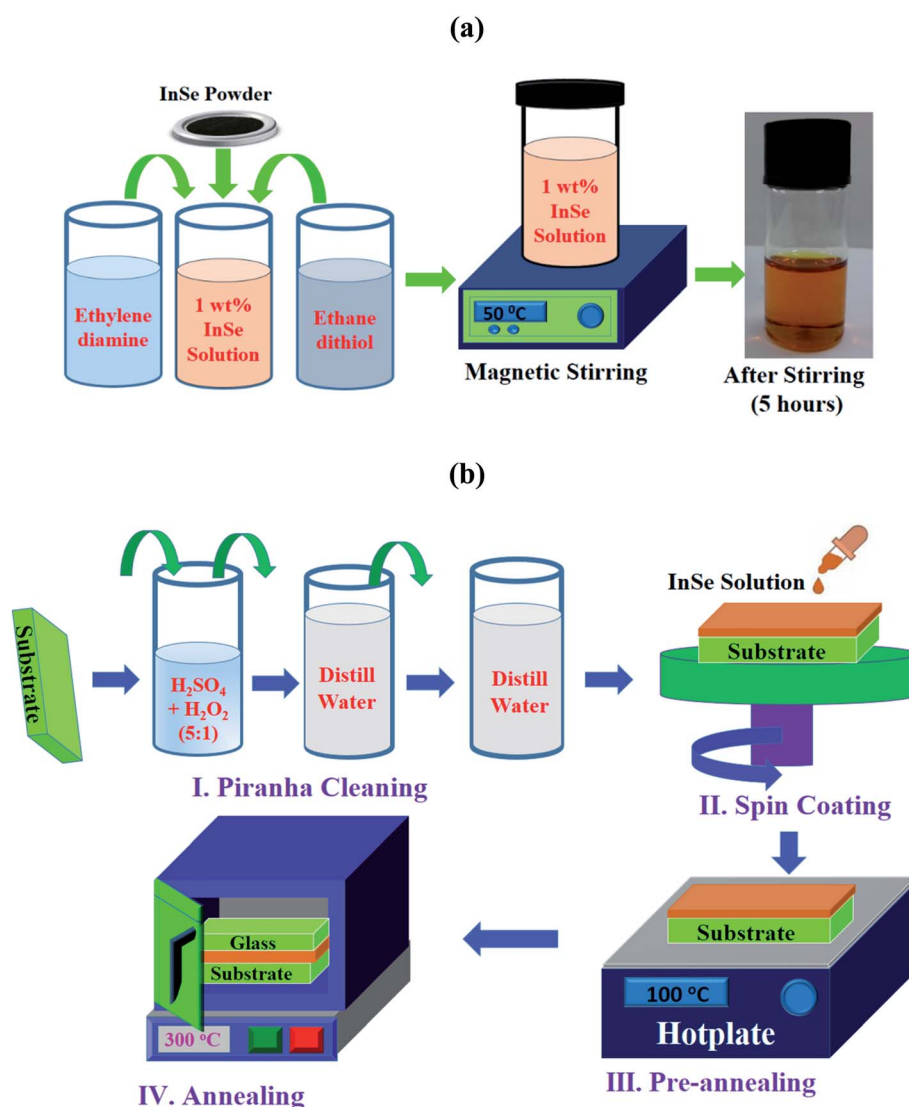 (a)
InSe Powder
Ethylene
diamine
1 wt%
InSe
Solution
Ethane
dithiol
1 wt%
InSe
Solution
50 ⁰C
Magnetic Stirring
After Stirring
(5 hours)
(b)
Substrate
H₂SO₄
+ H₂O₂
(5:1)
Distill
Water
Distill
Water
I. Piranha Cleaning
InSe Solution
Substrate
II. Spin Coating
Substrate
100 °C
Hotplate
III. Pre-annealing
Glass
Substrate
300 °C
IV. Annealing